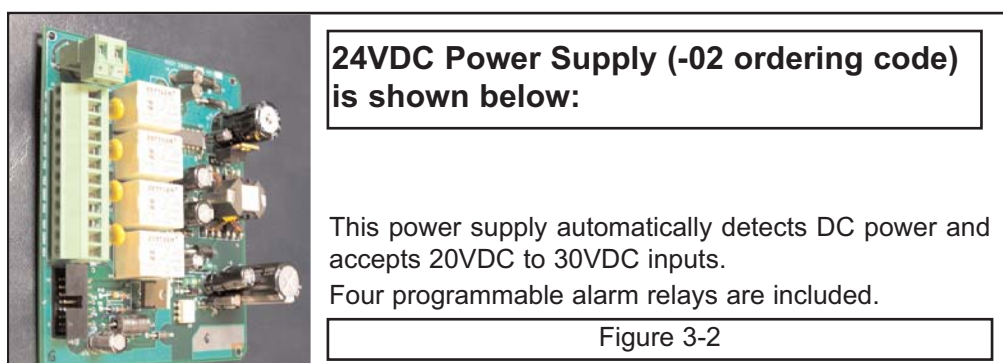 24VDC Power Supply (-02 ordering code)
is shown below:
This power supply automatically detects DC power and
accepts 20VDC to 30VDC inputs.
Four programmable alarm relays are included.
Figure 3-2
G